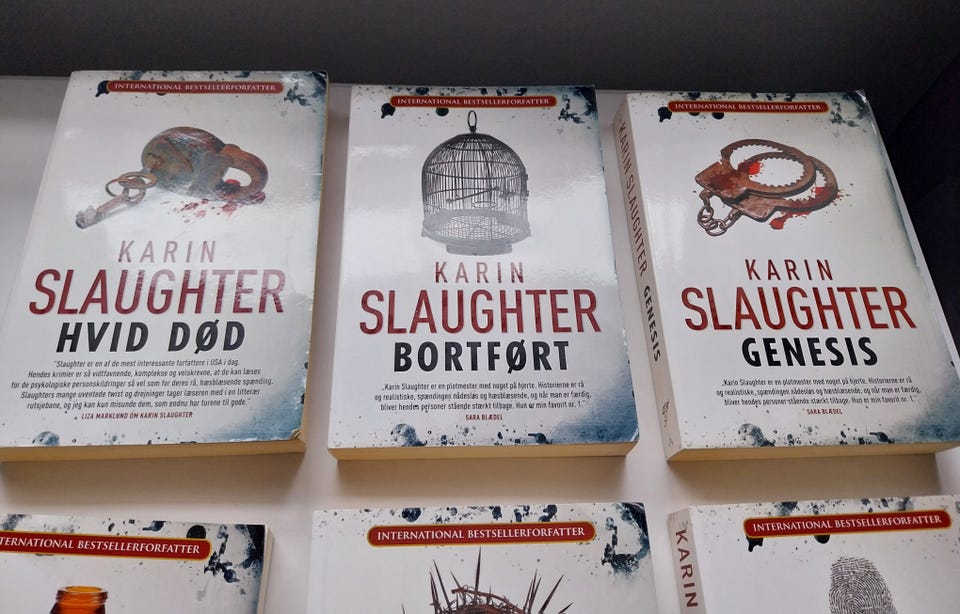 INTERNATIONAL BESTSELLERFORFATTER
KARIN
SLAUGHTER
HVID DØD
"Slaughter er en af de mest interessante forfattere i USA i dag.
Hendes krimier er så vidtfavnende, komplekse og velskrevne, at de kan læses
for de psykologiske personskildringer så vel som for deres rå, hæsblæsende spænding.
Slaughters mange uventede twist og drejninger tager læseren med i en litterær
rutsjebane, og jeg kan kun misunde dem, som endnu har turene til gode."
LIZA MARKLUND OM KARIN SLAUGHTER
INTERNATIONAL BESTSELLERFORFATTER
KARIN
SLAUGHTER
BORTFØRT
"Karin Slaughter er en plotmester med noget på hjerte. Historierne er rå
og realistiske, spændingen nådesløs og hæsblæsende, og når man er færdig,
bliver hendes personer stående stærkt tilbage. Hun er min favorit nr. 1."
SARA BLÆDEL
KARIN SLAUGHTER GENESIS
INTERNATIONAL BESTSELLERFORFATTER
KARIN
SLAUGHTER
GENESIS
"Karin Slaughter er en plotmester med noget på hjerte. Historierne er rå
og realistiske, spændingen nådesløs og hæsblæsende, og når man er færdig,
bliver hendes personer stående stærkt tilbage. Hun er min favorit nr. 1."
SARA BLÆDEL
INTERNATIONAL BESTSELLERFORFATTER
INTERNATIONAL BESTSELLERFORFATTER
KARIN
INTERNATIONAL BESTSELLERFORFATTER